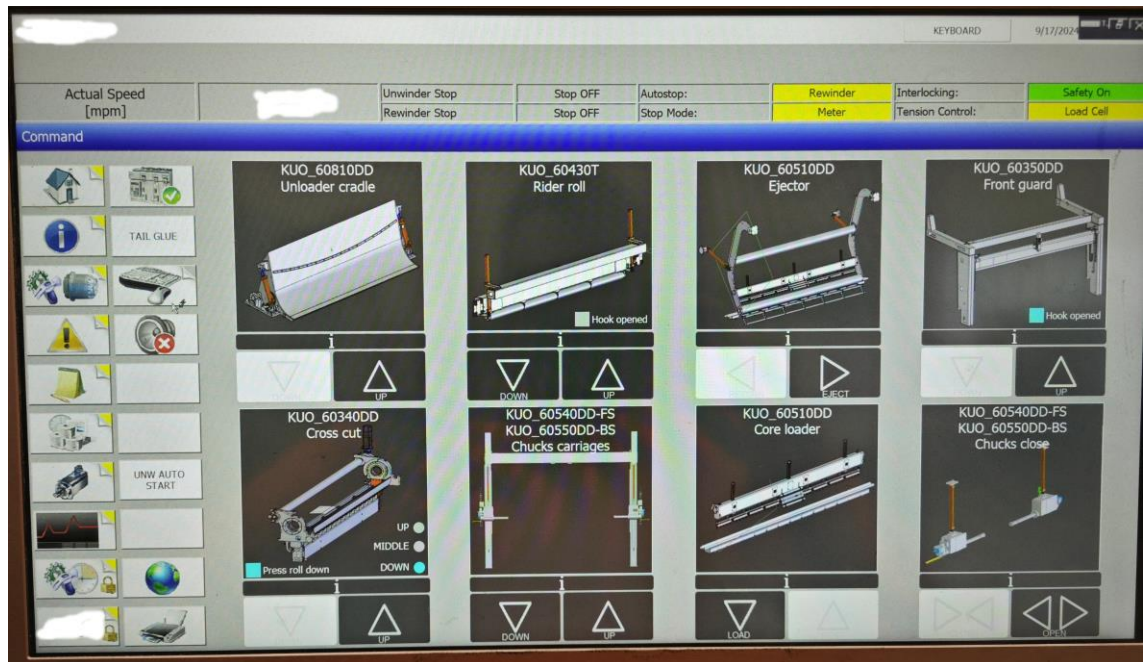 KEYBOARD
9/17/2024
Actual Speed
[mpm]
Unwinder Stop
Stop OFF
Autostop:
Rewinder
Interlocking:
Safety On
Rewinder Stop
Stop OFF
Stop Mode:
Meter
Tension Control:
Load Cell
Command
TAIL GLUE
UNW AUTO
START
KUO_60810DD
Unloader cradle
i
UP
KUO_60430T
Rider roll
Hook opened
i
DOWN
UP
KUO_60510DD
Ejector
i
EJECT
KUO_60350DD
Front guard
Hook opened
i
UP
KUO_60340DD
Cross cut
UP
MIDDLE
DOWN
Press roll down
i
UP
KUO_60540DD-FS
KUO_60550DD-BS
Chucks carriages
i
DOWN
UP
KUO_60510DD
Core loader
i
LOAD
KUO_60540DD-FS
KUO_60550DD-BS
Chucks close
i
OPEN